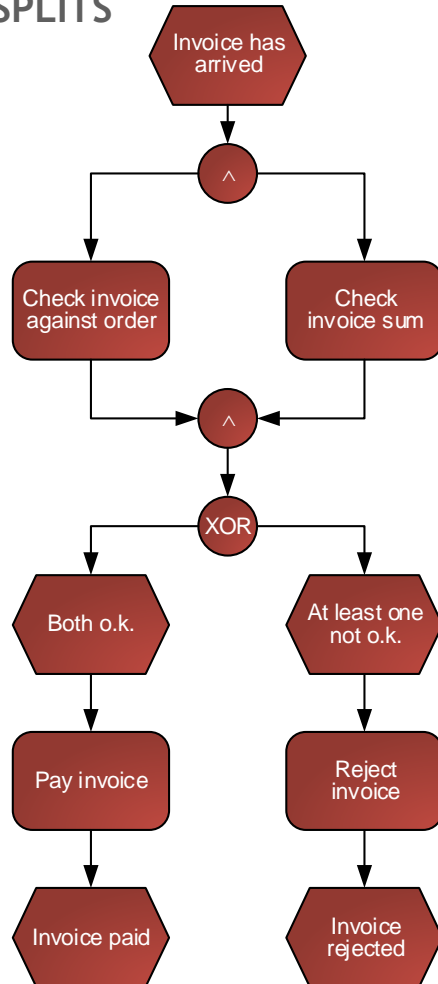 SPLITS
Invoice has
arrived
^
Check invoice
against order
Check
invoice sum
^
XOR
Both o.k.
At least one
not o.k.
Pay invoice
Reject
invoice
Invoice paid
Invoice
rejected